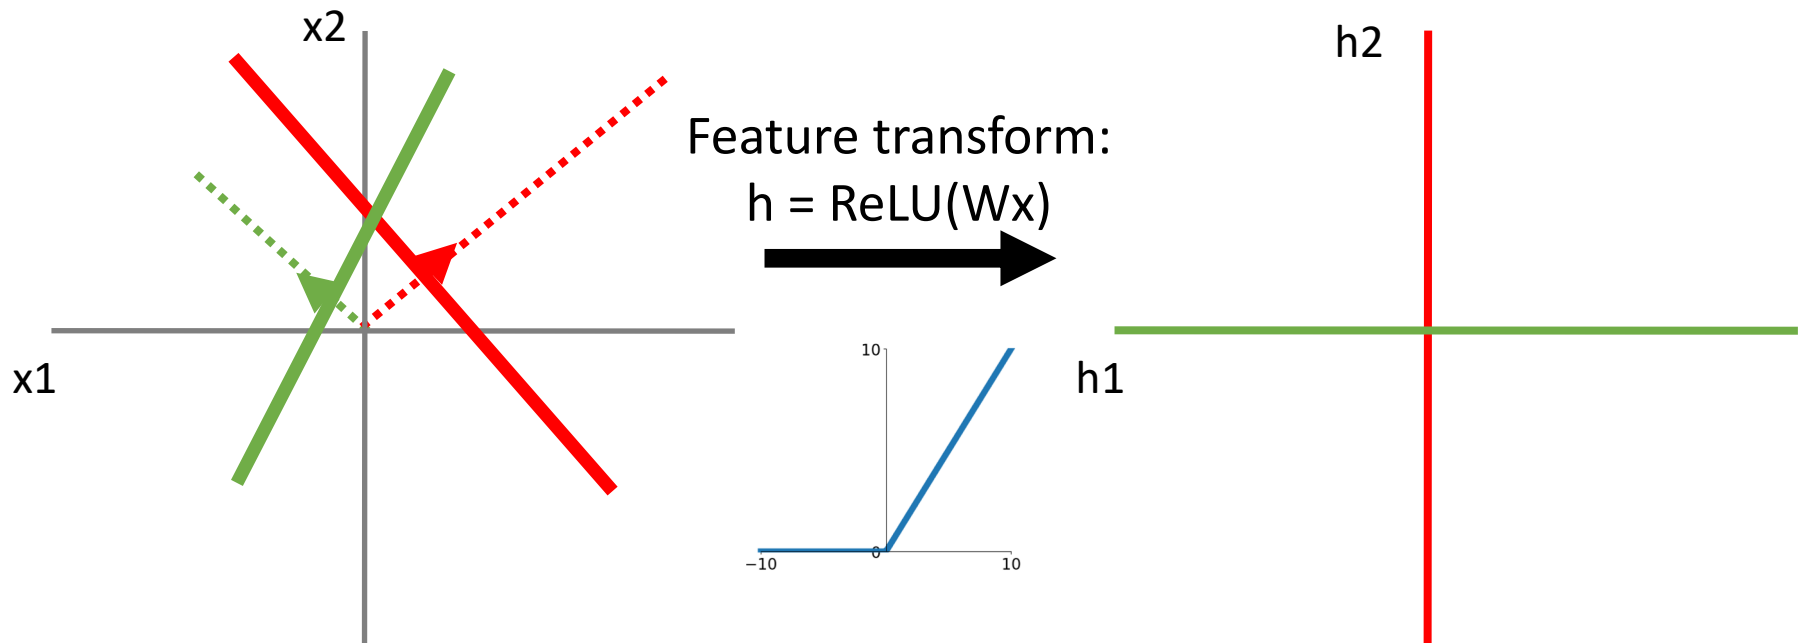 x2
x1
Feature transform:
h = ReLU(Wx)
10
0
−10
10
h2
h1